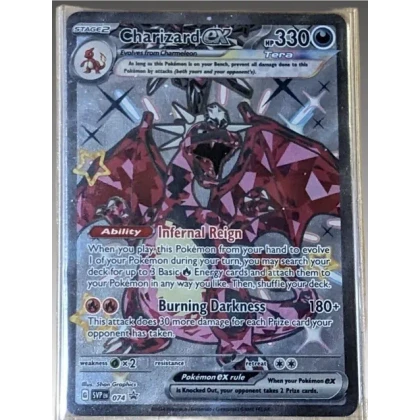 STAGE2 Charizard ex HP330
Evolves from Charmeleon Tera
As long as this Pokémon is on your Bench, prevent all damage done to this
Pokémon by attacks (both yours and your opponent's).
Ability Infernal Reign
When you play this Pokémon from your hand to evolve
1 of your Pokémon during your turn, you may search your
deck for up to 3 Basic Energy cards and attach them to
your Pokémon in any way you like. Then, shuffle your deck.
Burning Darkness 180+
This attack does 30 more damage for each Prize card your
opponent has taken.
weakness ×2 resistance retreat
Illus. Shan Graphics Pokémon ex rule
SVP EN 074 When your Pokémon ex is Knocked Out, your opponent takes 2 Prize cards.